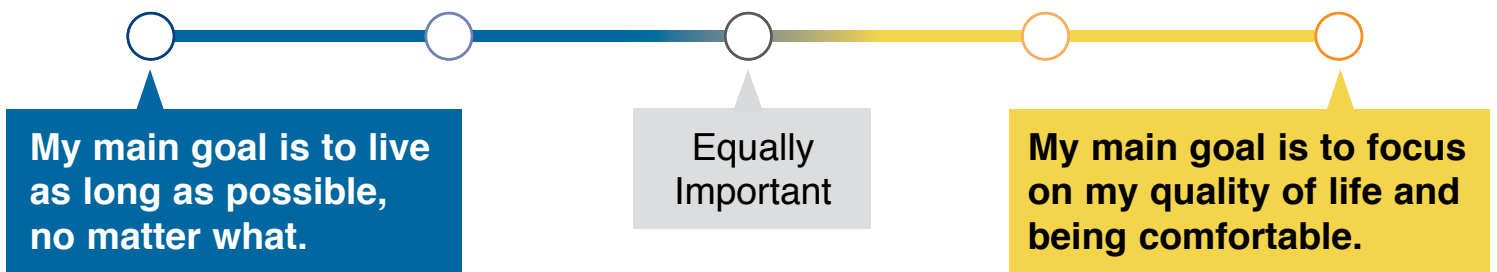 My main goal is to live
as long as possible,
no matter what.
Equally
Important
My main goal is to focus
on my quality of life and
being comfortable.